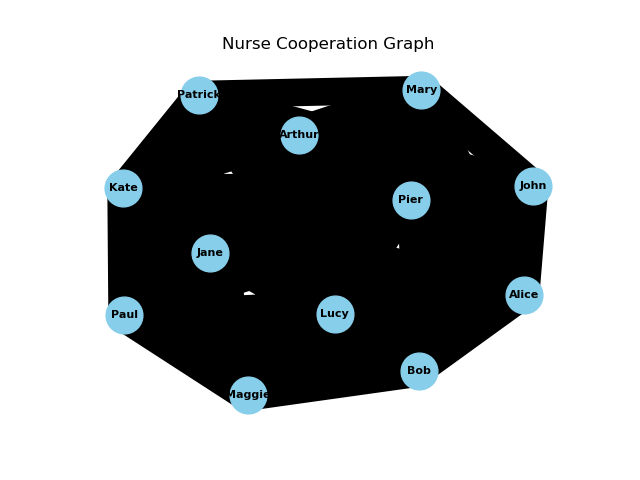 Nurse Cooperation Graph
Patrick
Mary
Arthur
Kate
John
Pier
Jane
Alice
Paul
Lucy
Bob
Maggie